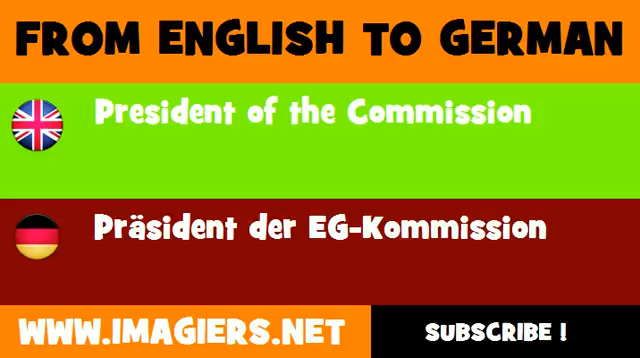 FROM ENGLISH TO GERMAN
President of the Commission
Präsident der EG-Kommission
WWW.IMAGIERS.NET
SUBSCRIBE !